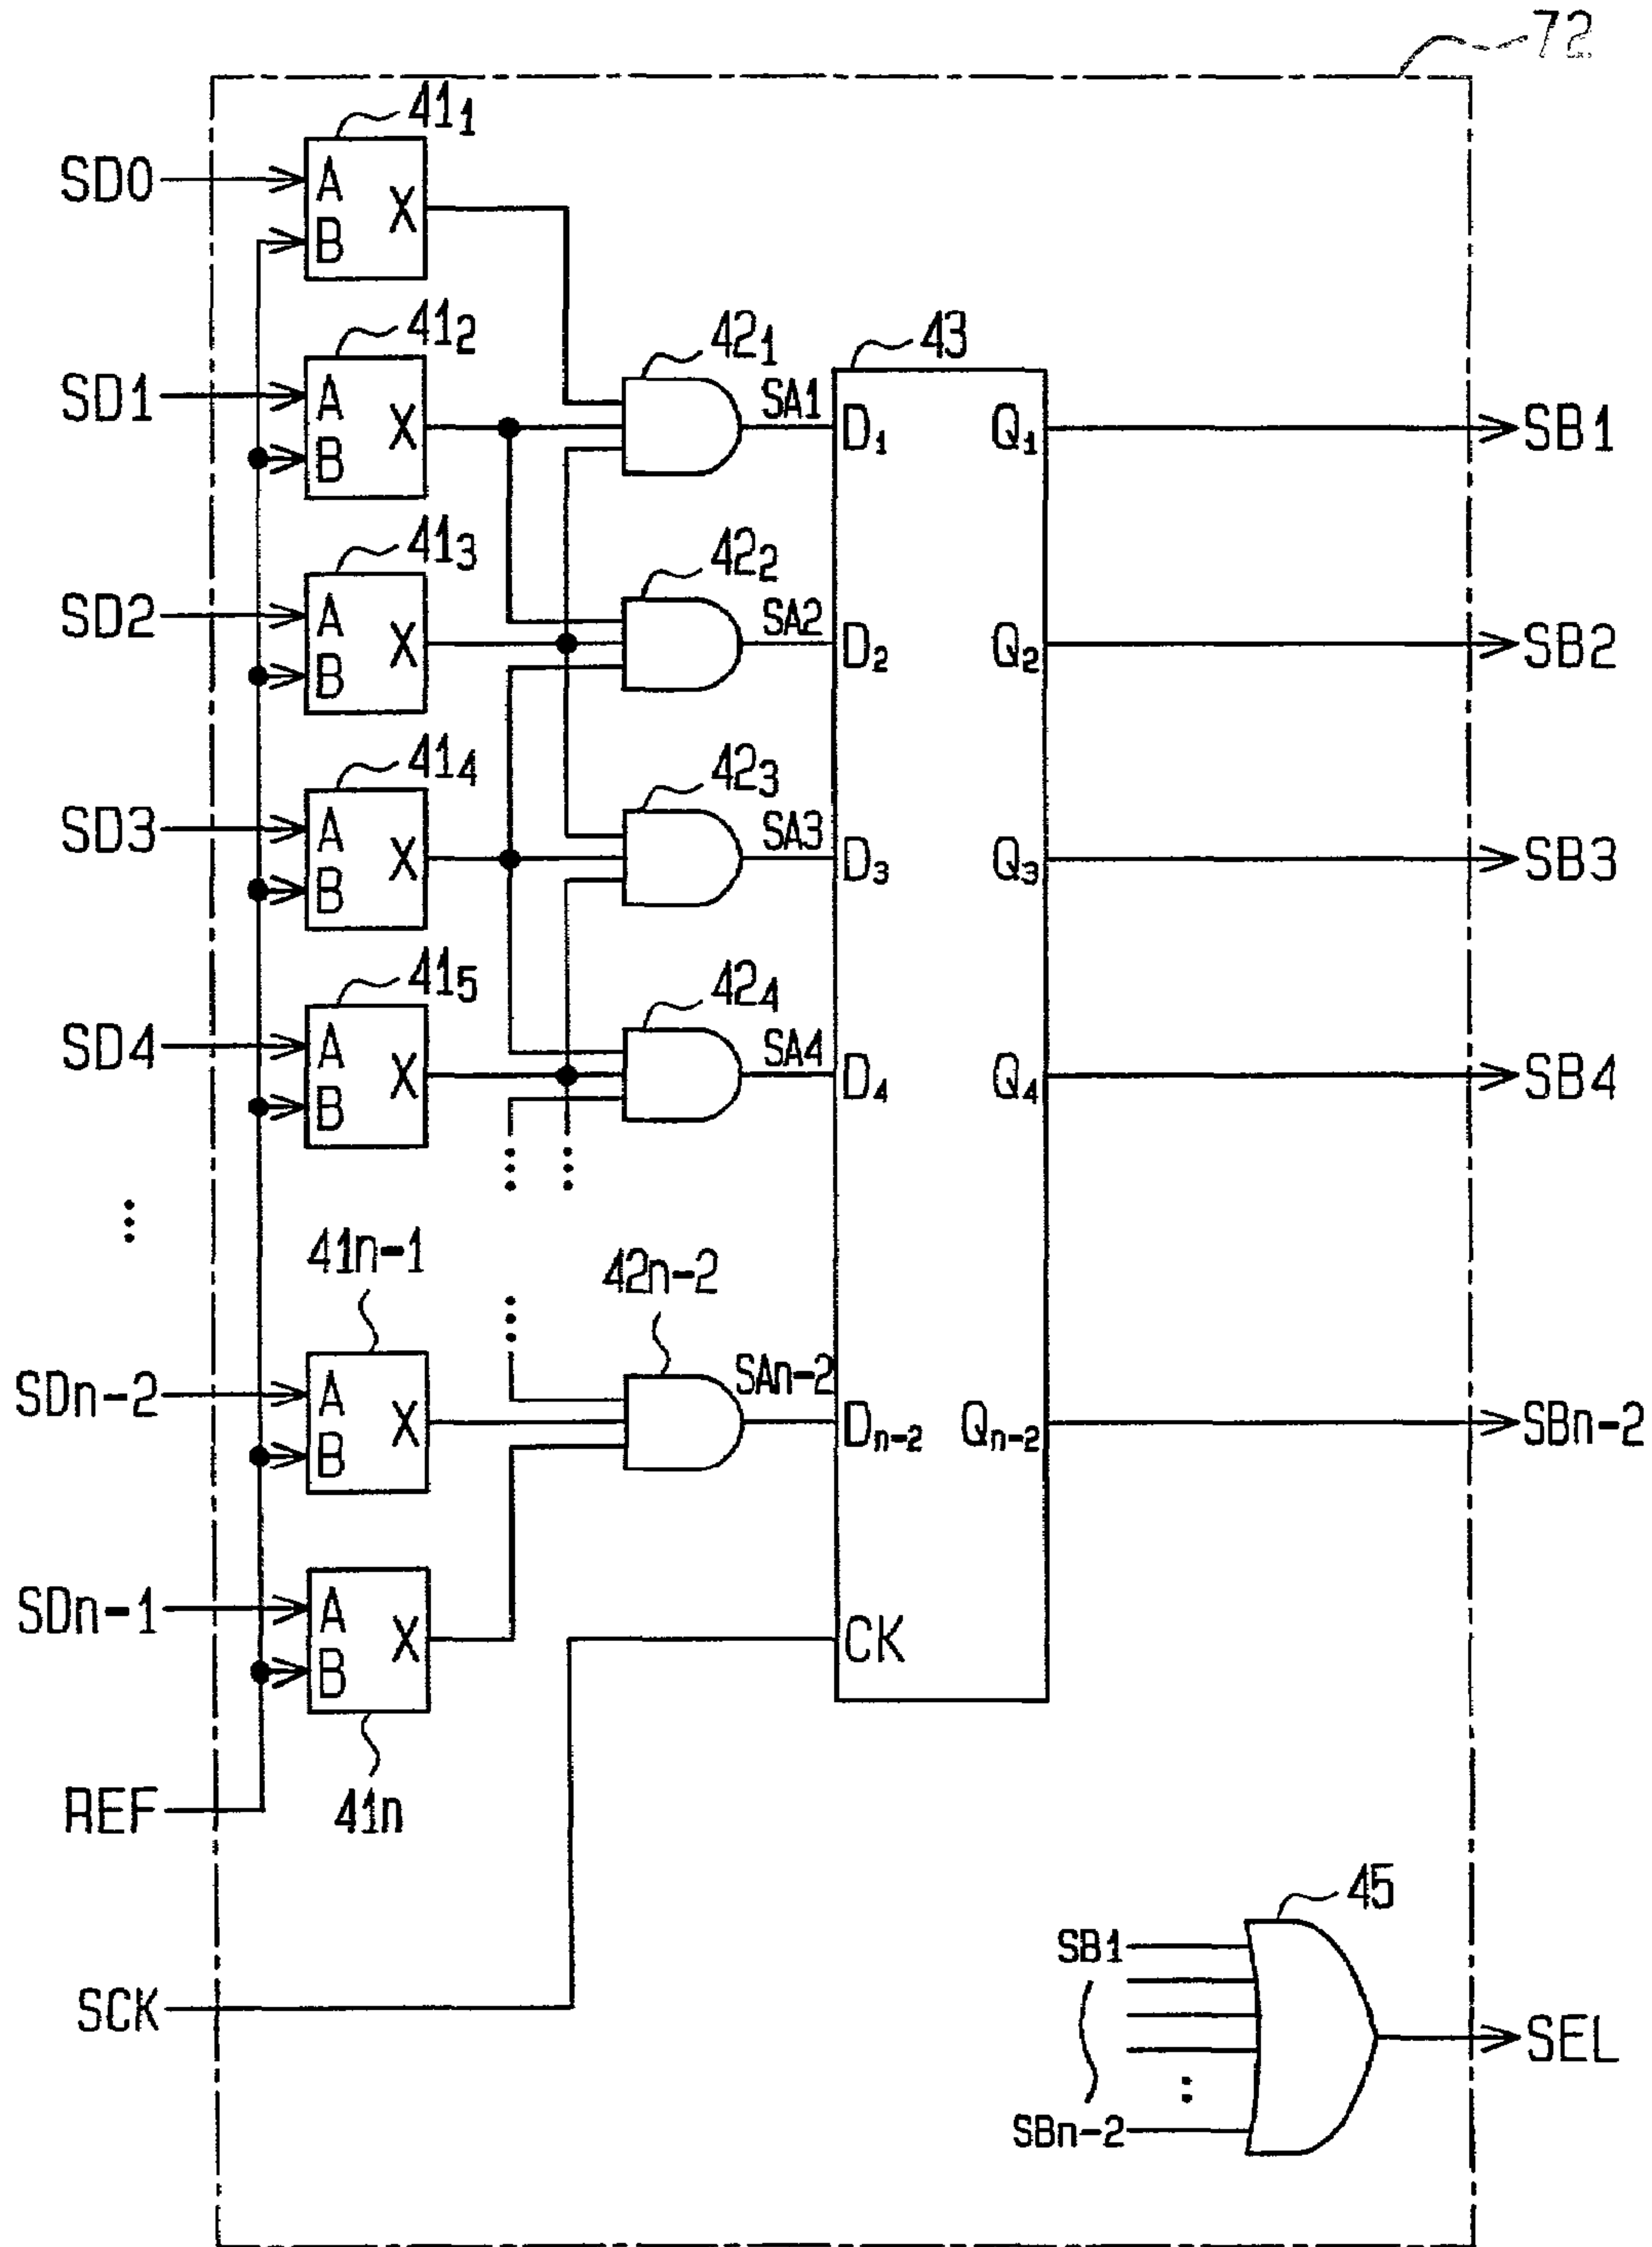 72
41₁
SD0
A
B
X
41₂
SD1
A
B
X
42₁
SA1
43
D₁
Q₁
SB1
41₃
SD2
A
B
X
42₂
SA2
D₂
Q₂
SB2
41₄
SD3
A
B
X
42₃
SA3
D₃
Q₃
SB3
41₅
SD4
A
B
X
42₄
SA4
D₄
Q₄
SB4
⋮
41n-1
SDn-2
A
B
X
42n-2
SAn-2
Dₙ₋₂
Qₙ₋₂
SBn-2
SDn-1
A
B
X
41n
CK
REF
SCK
45
SB1
SBn-2
SEL